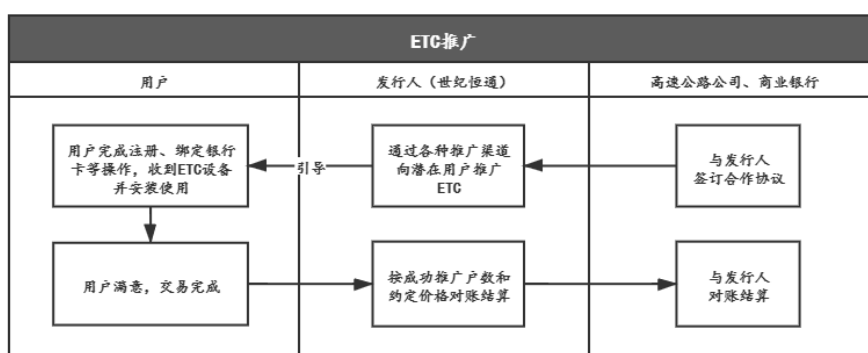 ETC推广
用户
发行人（世纪恒通）
高速公路公司、商业银行
用户完成注册、绑定银行
卡等操作，收到ETC设备
并安装使用
引导
通过各种推广渠道
向潜在用户推广
ETC
与发行人
签订合作协议
用户满意，交易完成
按成功推广户数和
约定价格对账结算
与发行人
对账结算